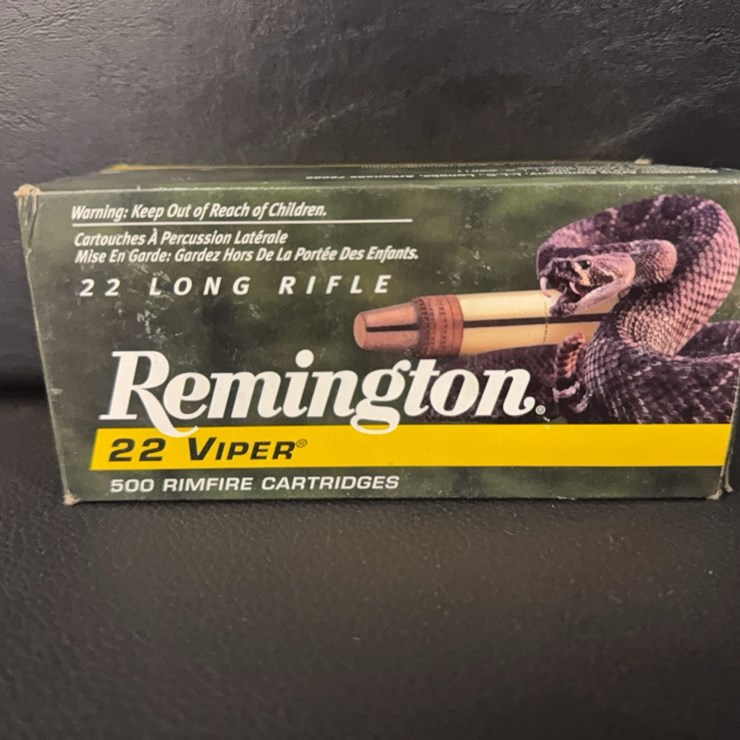 Warning: Keep Out of Reach of Children.
Cartouches À Percussion Latérale
Mise En Garde: Gardez Hors De La Portée Des Enfants.
22 LONG RIFLE
Remington®
22 VIPER®
500 RIMFIRE CARTRIDGES